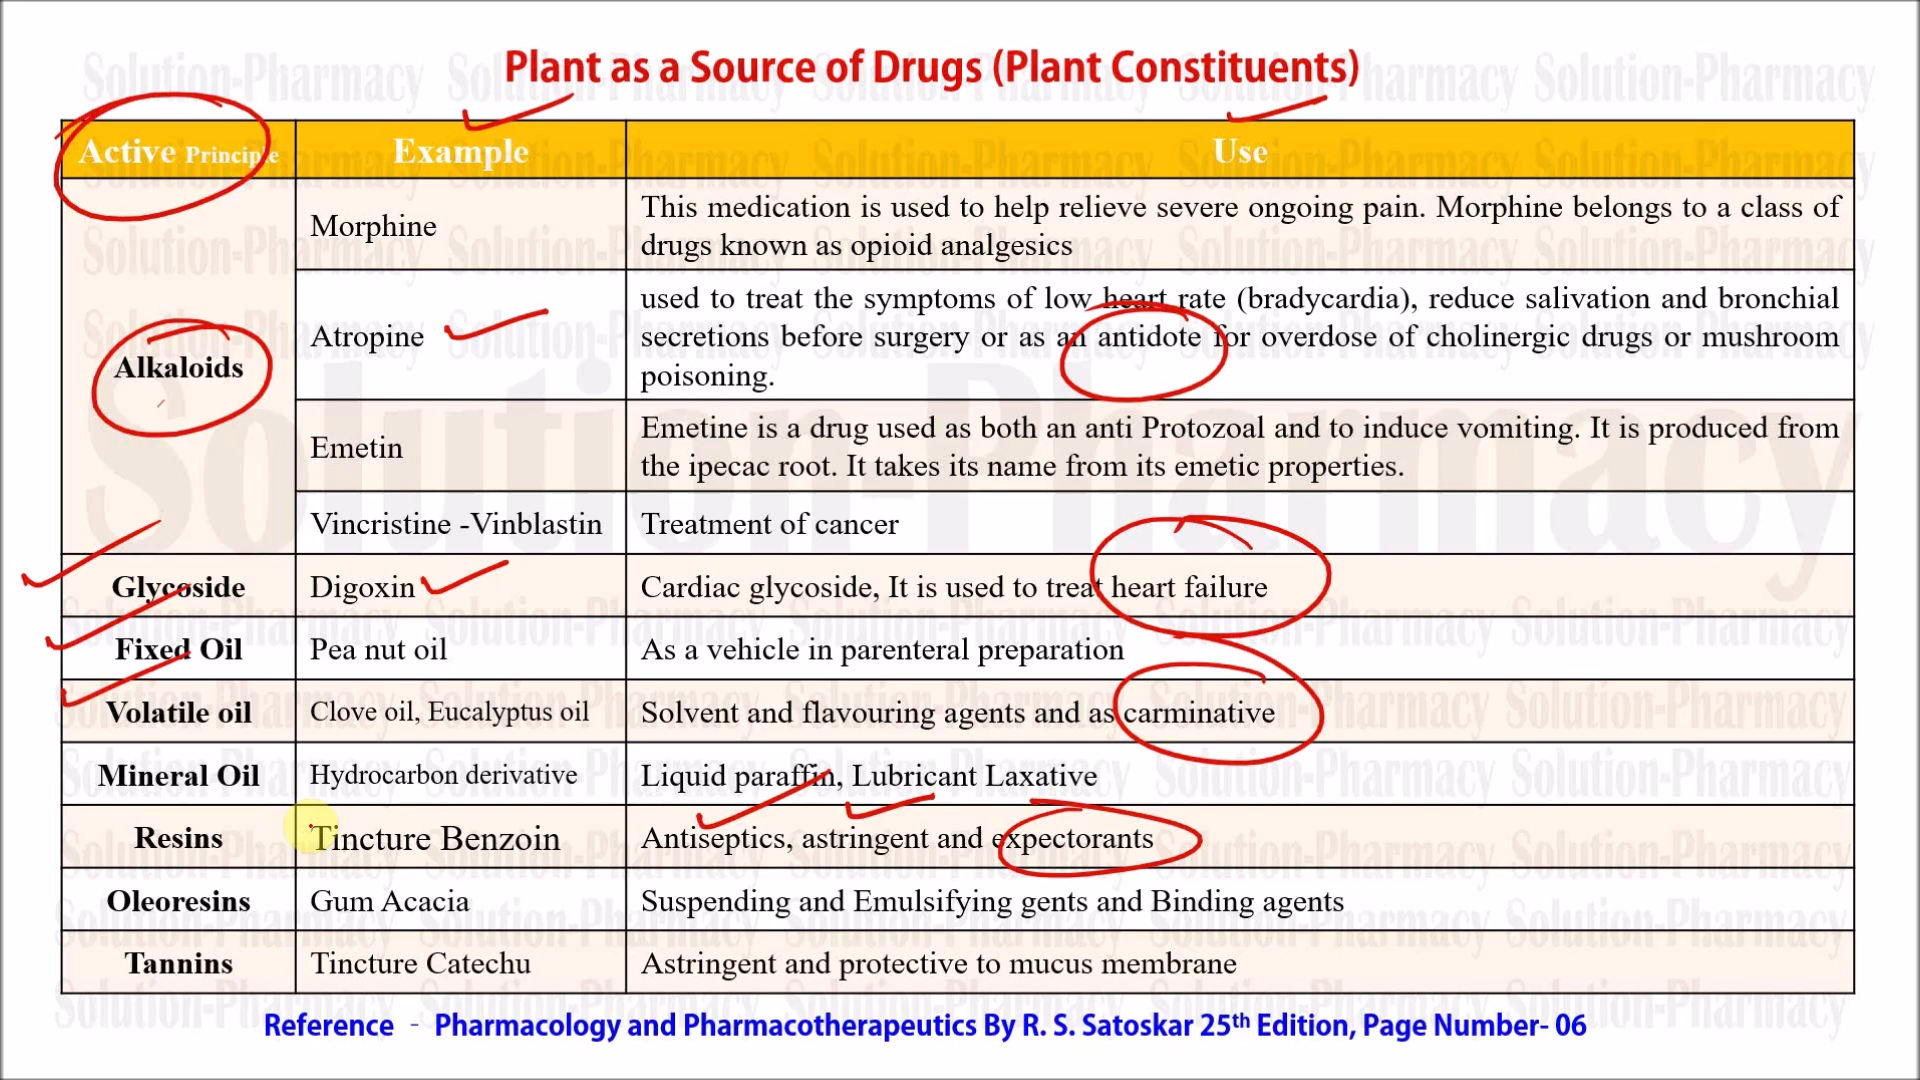 Plant as a Source of Drugs (Plant Constituents)
Active Principle
Example
Use
Alkaloids
Morphine
This medication is used to help relieve severe ongoing pain. Morphine belongs to a class of
drugs known as opioid analgesics
Atropine
used to treat the symptoms of low heart rate (bradycardia), reduce salivation and bronchial
secretions before surgery or as an antidote for overdose of cholinergic drugs or mushroom
poisoning.
Emetin
Emetine is a drug used as both an anti Protozoal and to induce vomiting. It is produced from
the ipecac root. It takes its name from its emetic properties.
Vincristine -Vinblastin
Treatment of cancer
Glycoside
Digoxin
Cardiac glycoside, It is used to treat heart failure
Fixed Oil
Pea nut oil
As a vehicle in parenteral preparation
Volatile oil
Clove oil, Eucalyptus oil
Solvent and flavouring agents and as carminative
Mineral Oil
Hydrocarbon derivative
Liquid paraffin, Lubricant Laxative
Resins
Tincture Benzoin
Antiseptics, astringent and expectorants
Oleoresins
Gum Acacia
Suspending and Emulsifying gents and Binding agents
Tannins
Tincture Catechu
Astringent and protective to mucus membrane
Reference - Pharmacology and Pharmacotherapeutics By R. S. Satoskar 25th Edition, Page Number- 06
Solution-Pharmacy